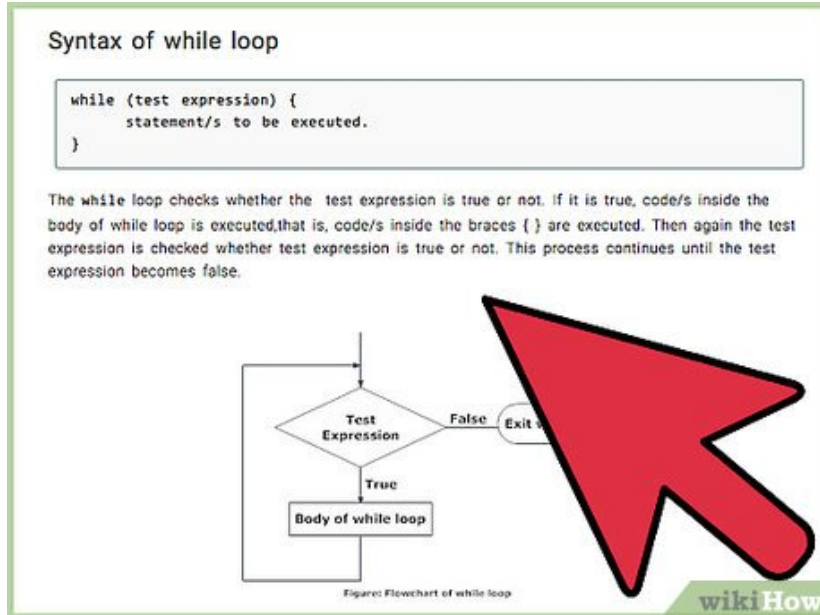 Syntax of while loop
while (test expression) {
statement/s to be executed.
}
The while loop checks whether the test expression is true or not. If it is true, code/s inside the
body of while loop is executed,that is, code/s inside the braces { } are executed. Then again the test
expression is checked whether test expression is true or not. This process continues until the test
expression becomes false.
Test
Expression
False
Exit
True
Body of while loop
Figure: Flowchart of while loop
wikiHow